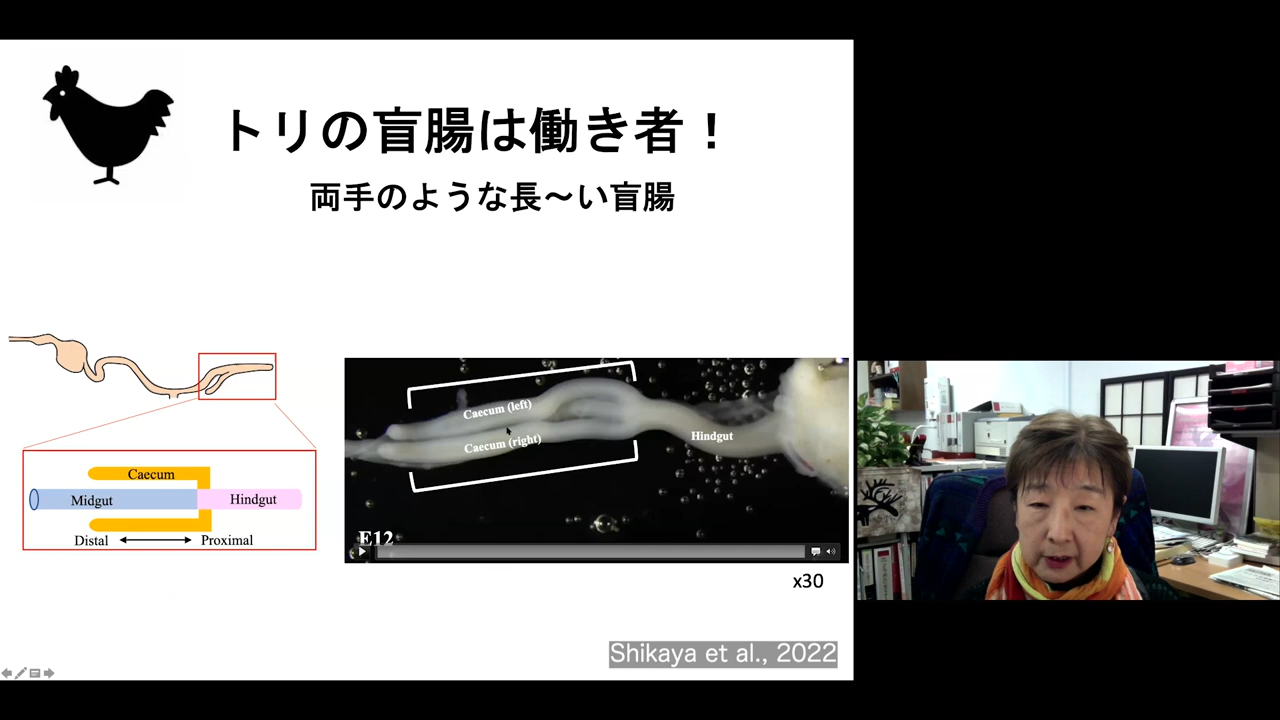 トリの盲腸は働き者！
両手のような長〜い盲腸
Caecum
Midgut
Hindgut
Distal
Proximal
Caecum (left)
Caecum (right)
Hindgut
E12
x30
Shikaya et al., 2022